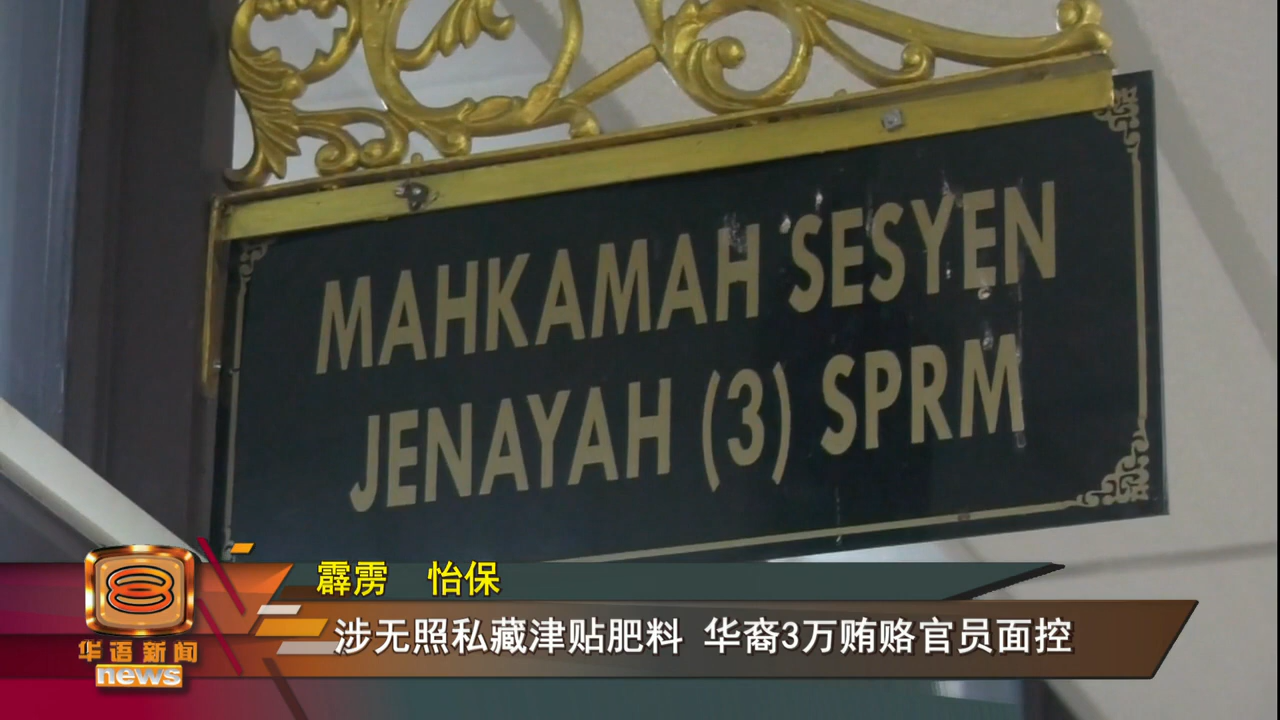 MAHKAMAH SESYEN
JENAYAH (3) SPRM
霹雳 怡保
涉无照私藏津贴肥料 华裔3万贿赂官员面控
8
华语新闻
news